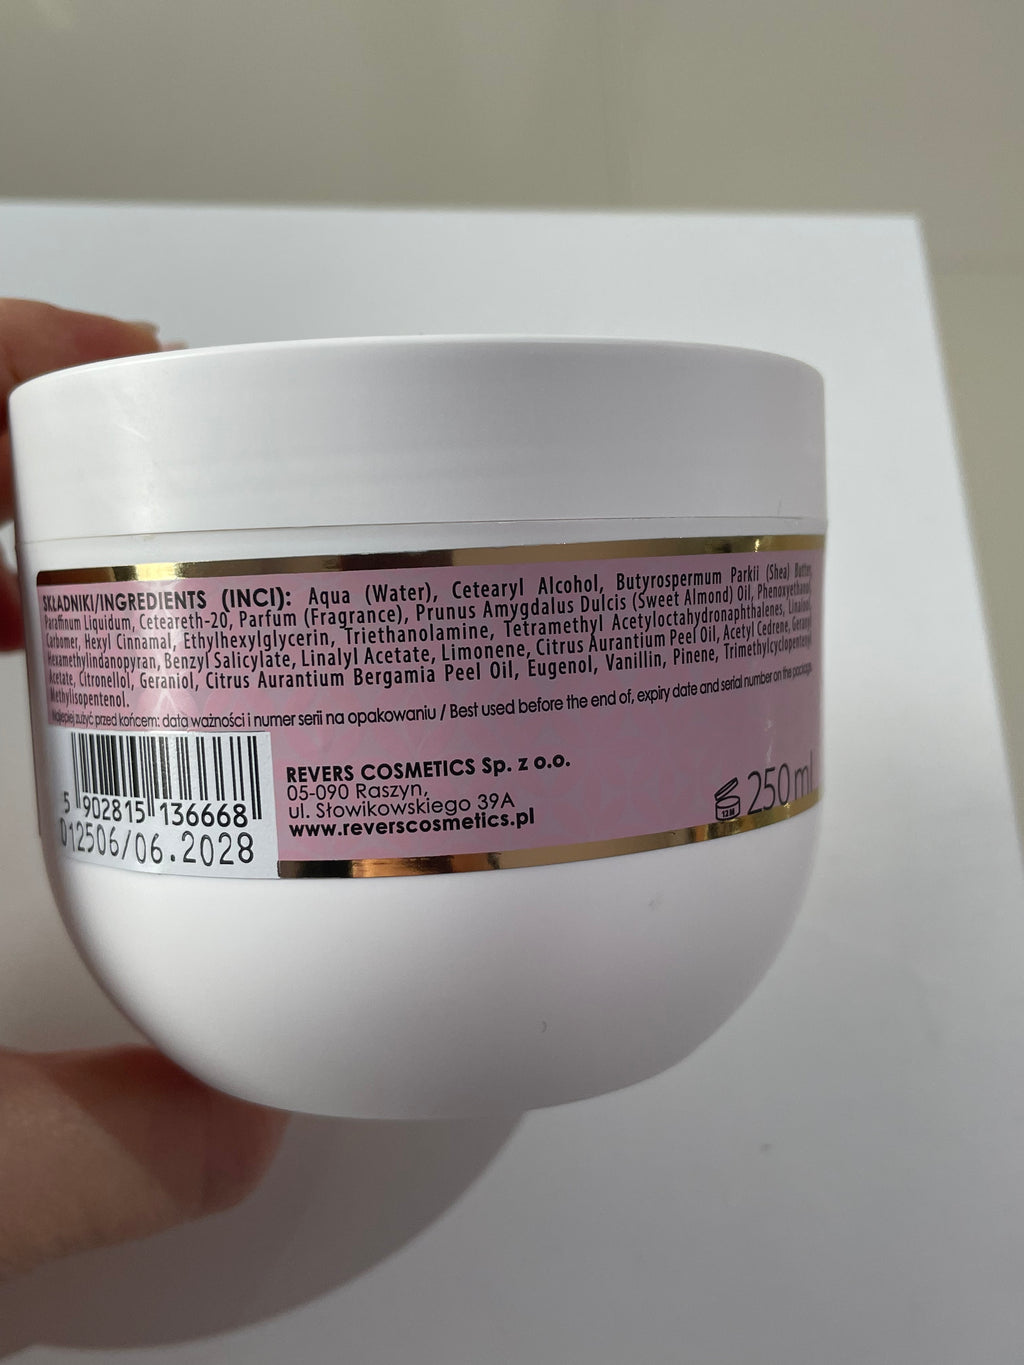 SKŁADNIKI/INGREDIENTS (INCI): Aqua (Water), Cetearyl Alcohol, Butyrospermum Parkii (Shea) Butter,
Paraffinum Liquidum, Ceteareth-20, Parfum (Fragrance), Prunus Amygdalus Dulcis (Sweet Almond) Oil, Phenoxyethanol,
Carbomer, Hexyl Cinnamal, Ethylhexylglycerin, Triethanolamine, Tetramethyl Acetyloctahydronaphthalenes, Linalool,
Hexamethylindanopyran, Benzyl Salicylate, Linalyl Acetate, Limonene, Citrus Aurantium Peel Oil, Acetyl Cedrene, Geranyl
Acetate, Citronellol, Geraniol, Citrus Aurantium Bergamia Peel Oil, Eugenol, Vanillin, Pinene, Trimethylcyclopentenyl
Methylisopentenol.
Najlepiej zużyć przed końcem: data ważności i numer serii na opakowaniu / Best used before the end of, expiry date and serial number on the package.
REVERS COSMETICS Sp. z o.o.
05-090 Raszyn,
ul. Słowikowskiego 39A
www.reverscosmetics.pl
5 902815 136668
012506/06.2028
12M
250 ml